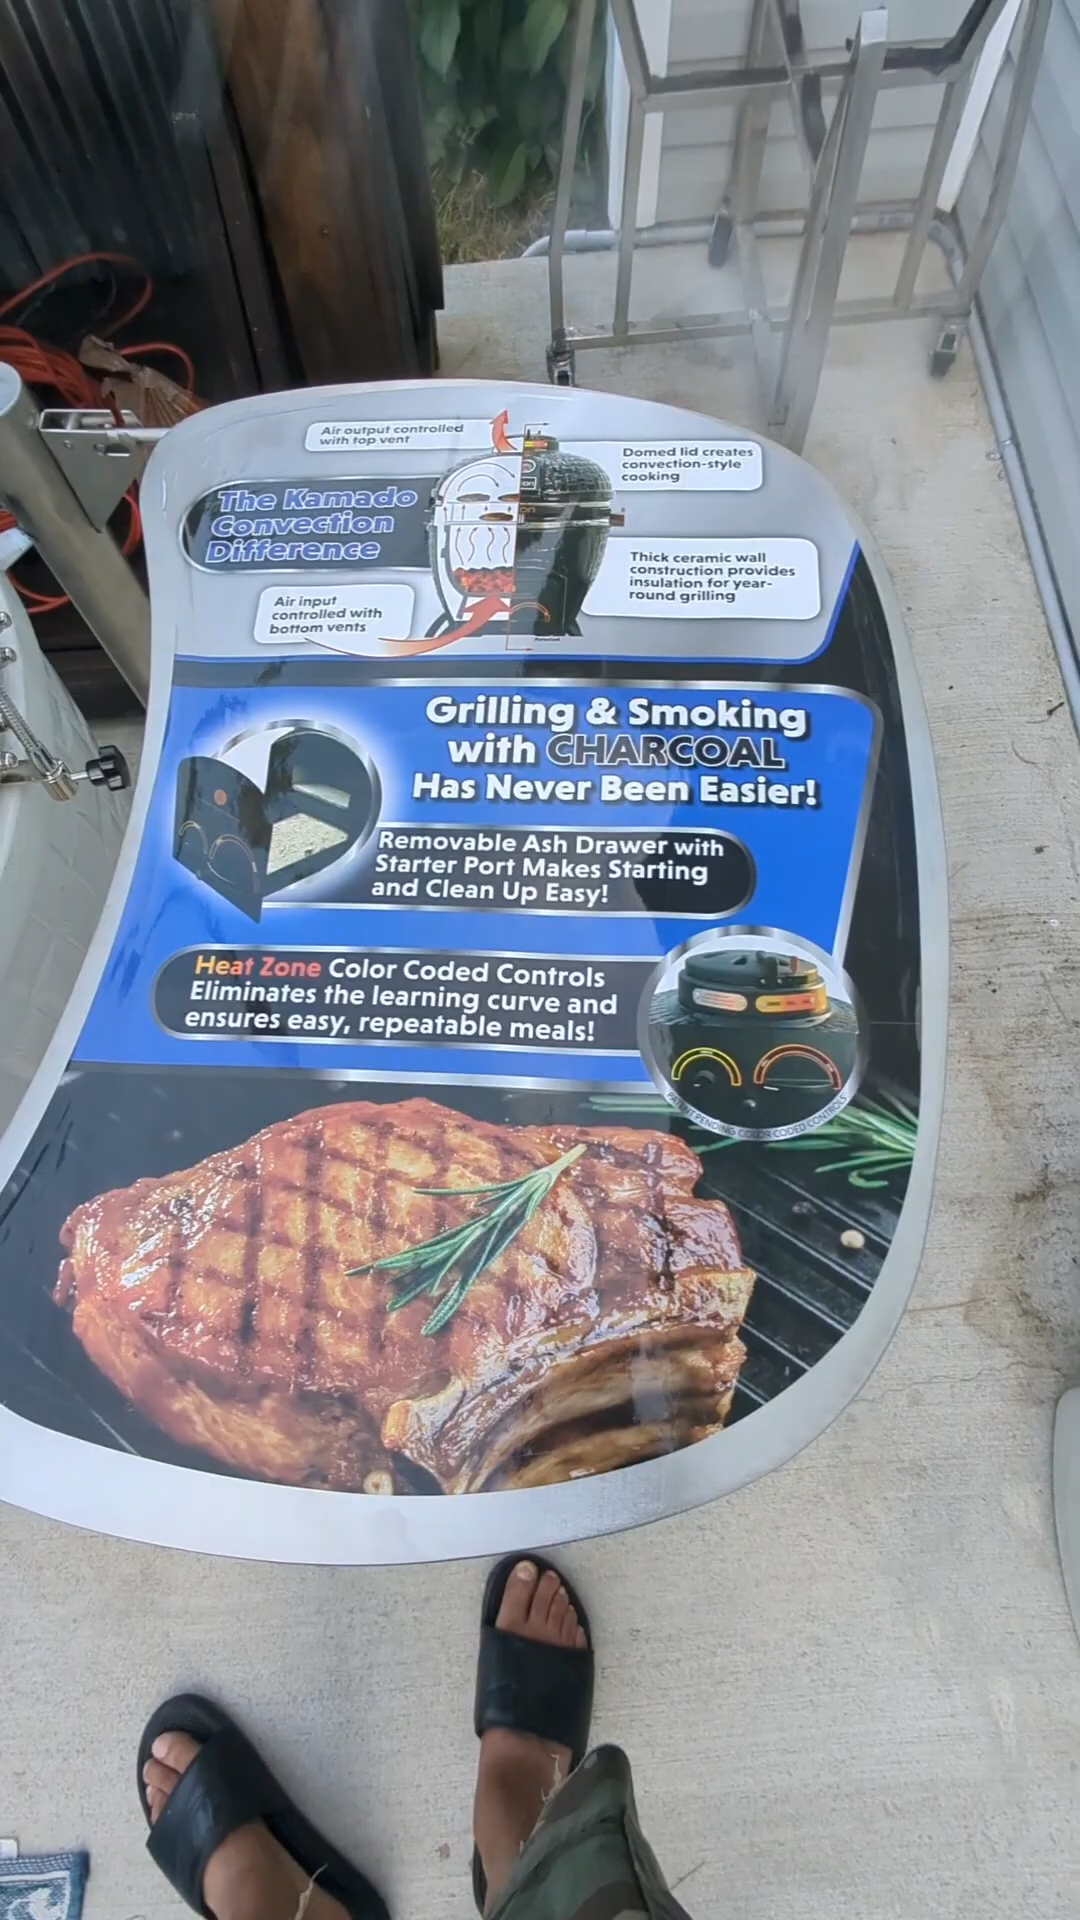 Air output controlled
with top vent
Domed lid creates
convection-style
cooking
The Kamado
Convection
Difference
Thick ceramic wall
construction provides
insulation for year-
round grilling
Air input
controlled with
bottom vents
Grilling & Smoking
with CHARCOAL
Has Never Been Easier!
Removable Ash Drawer with
Starter Port Makes Starting
and Clean Up Easy!
Heat Zone Color Coded Controls
Eliminates the learning curve and
ensures easy, repeatable meals!
PATENT PENDING COLOR CODED CONTROLS